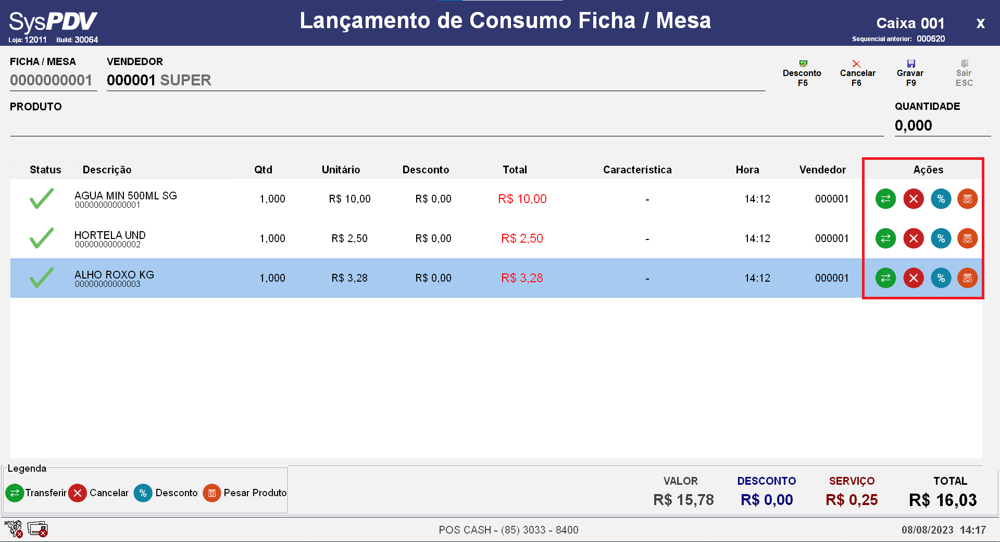 SysPDV
Loja: 12011 Build: 30064
Lançamento de Consumo Ficha / Mesa
Caixa 001
X
Sequencial anterior: 000620
FICHA / MESA
0000000001
VENDEDOR
000001 SUPER
Desconto
F5
Cancelar
F6
Gravar
F9
Sair
ESC
PRODUTO
QUANTIDADE
0,000
Status Descrição Qtd Unitário Desconto Total Característica Hora Vendedor Ações
AGUA MIN 500ML SG
00000000000001
1,000 R$ 10,00 R$ 0,00 R$ 10,00 - 14:12 000001 %
HORTELA UND
00000000000002
1,000 R$ 2,50 R$ 0,00 R$ 2,50 - 14:12 000001 %
ALHO ROXO KG
00000000000003
1,000 R$ 3,28 R$ 0,00 R$ 3,28 - 14:12 000001 %
Legenda
Transferir Cancelar % Desconto Pesar Produto
VALOR
R$ 15,78
DESCONTO
R$ 0,00
SERVIÇO
R$ 0,25
TOTAL
R$ 16,03
NFC
POS CASH - (85) 3033 - 8400
08/08/2023 14:17